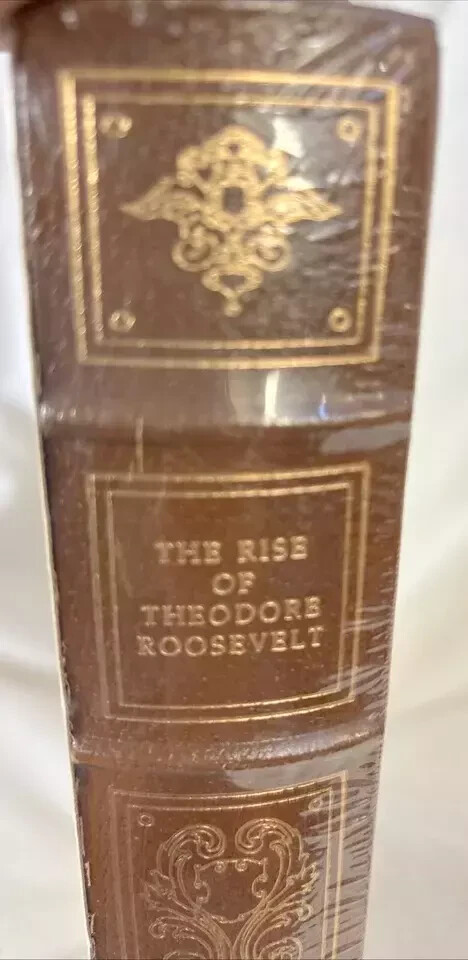 THE RISE
OF
THEODORE
ROOSEVELT